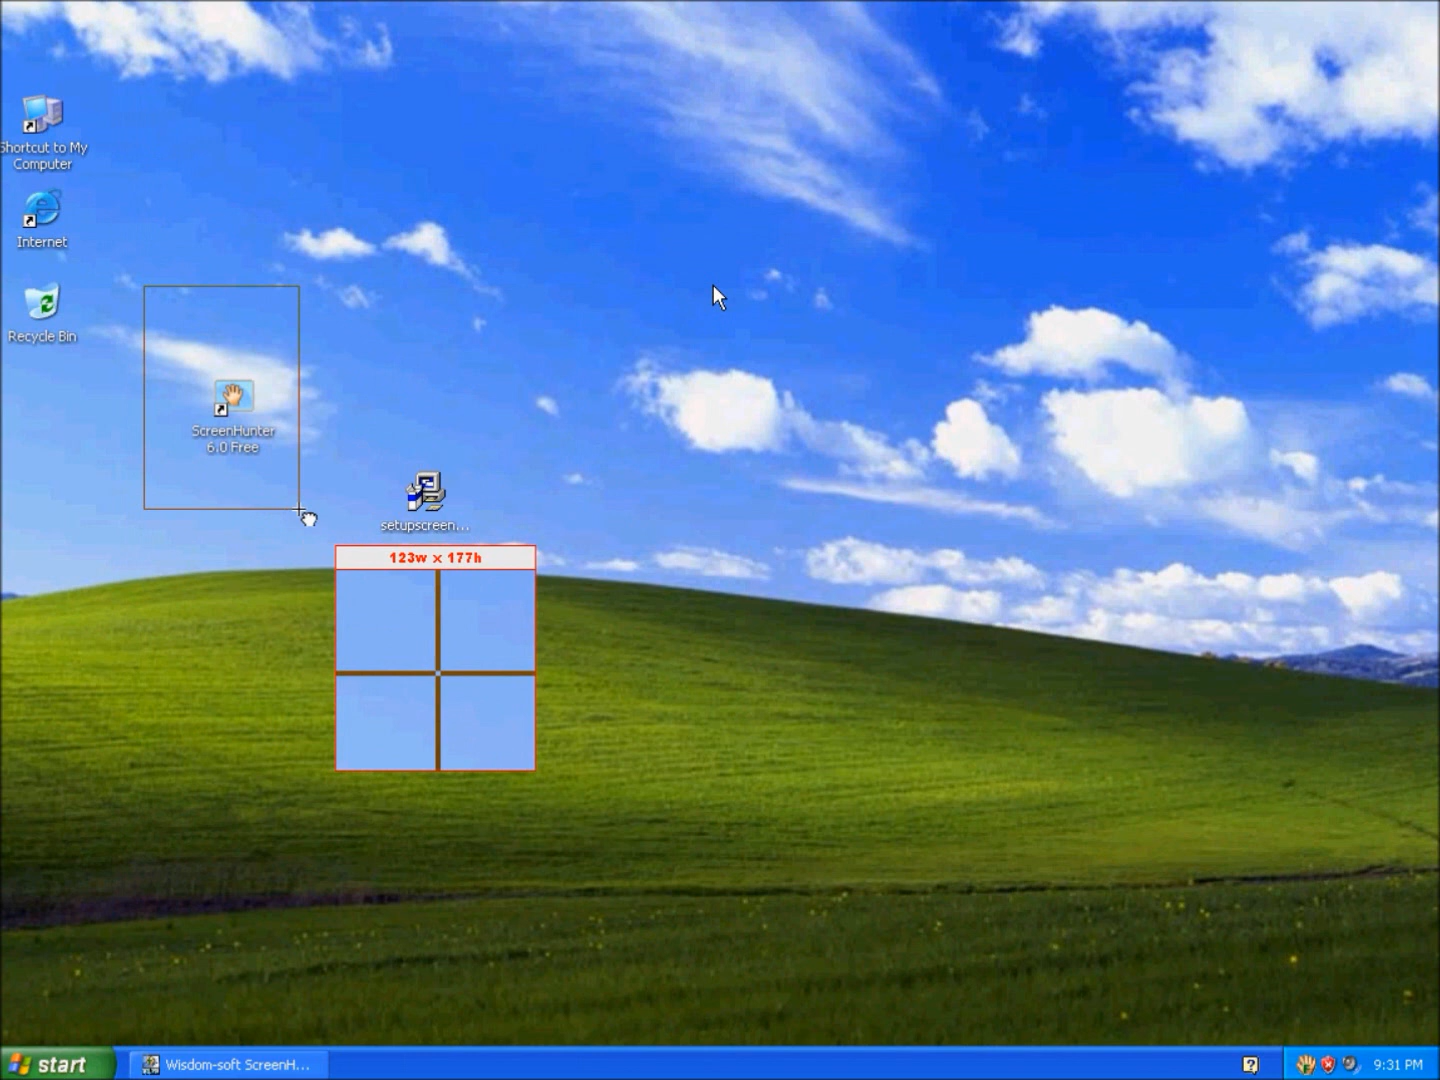 Shortcut to My
Computer
Internet
Recycle Bin
ScreenHunter
6.0 Free
setupscreen...
123w x 177h
start
Wisdom-soft ScreenH...
9:31 PM